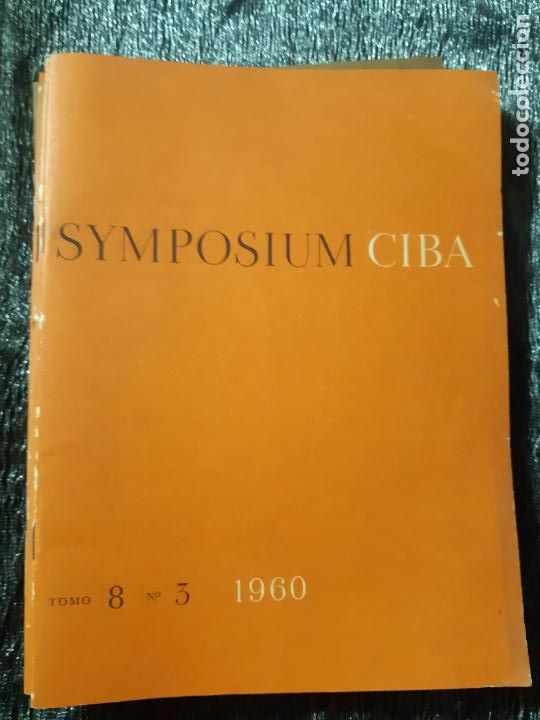 SYMPOSIUM CIBA
TOMO 8 Nº 3 1960
todocoleccion